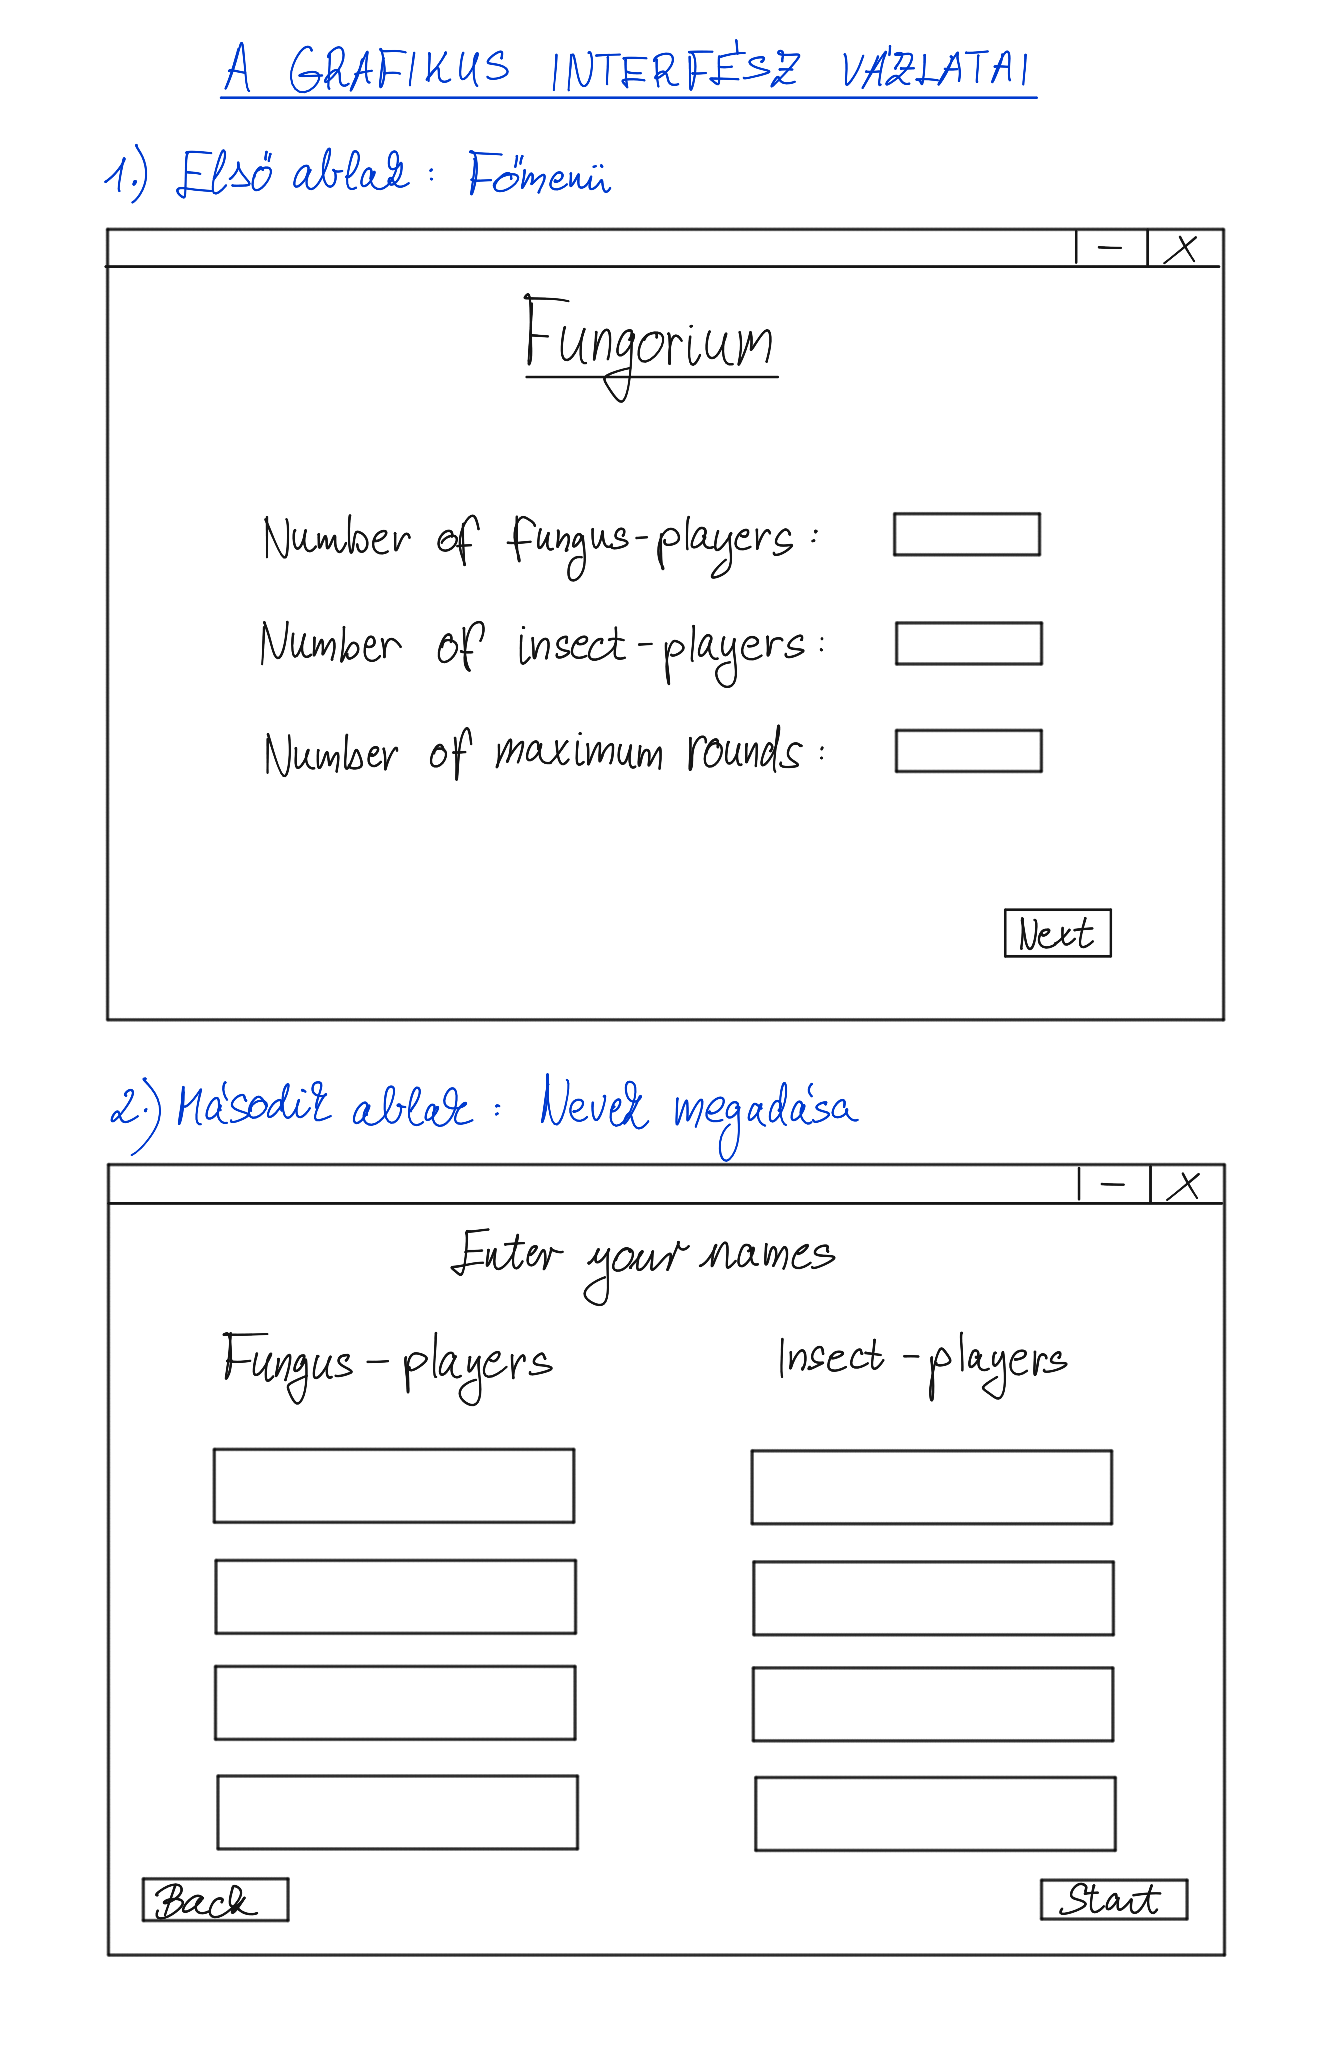 A GRAFIKUS INTERFÉSZ VÁZLATAI
1.) Első ablak : Főmenü
- X
Fungorium
Number of fungus-players :
Number of insect-players :
Number of maximum rounds :
Next
2.) Második ablak : Nevek megadása
- X
Enter your names
Fungus-players Insect-players
Back Start